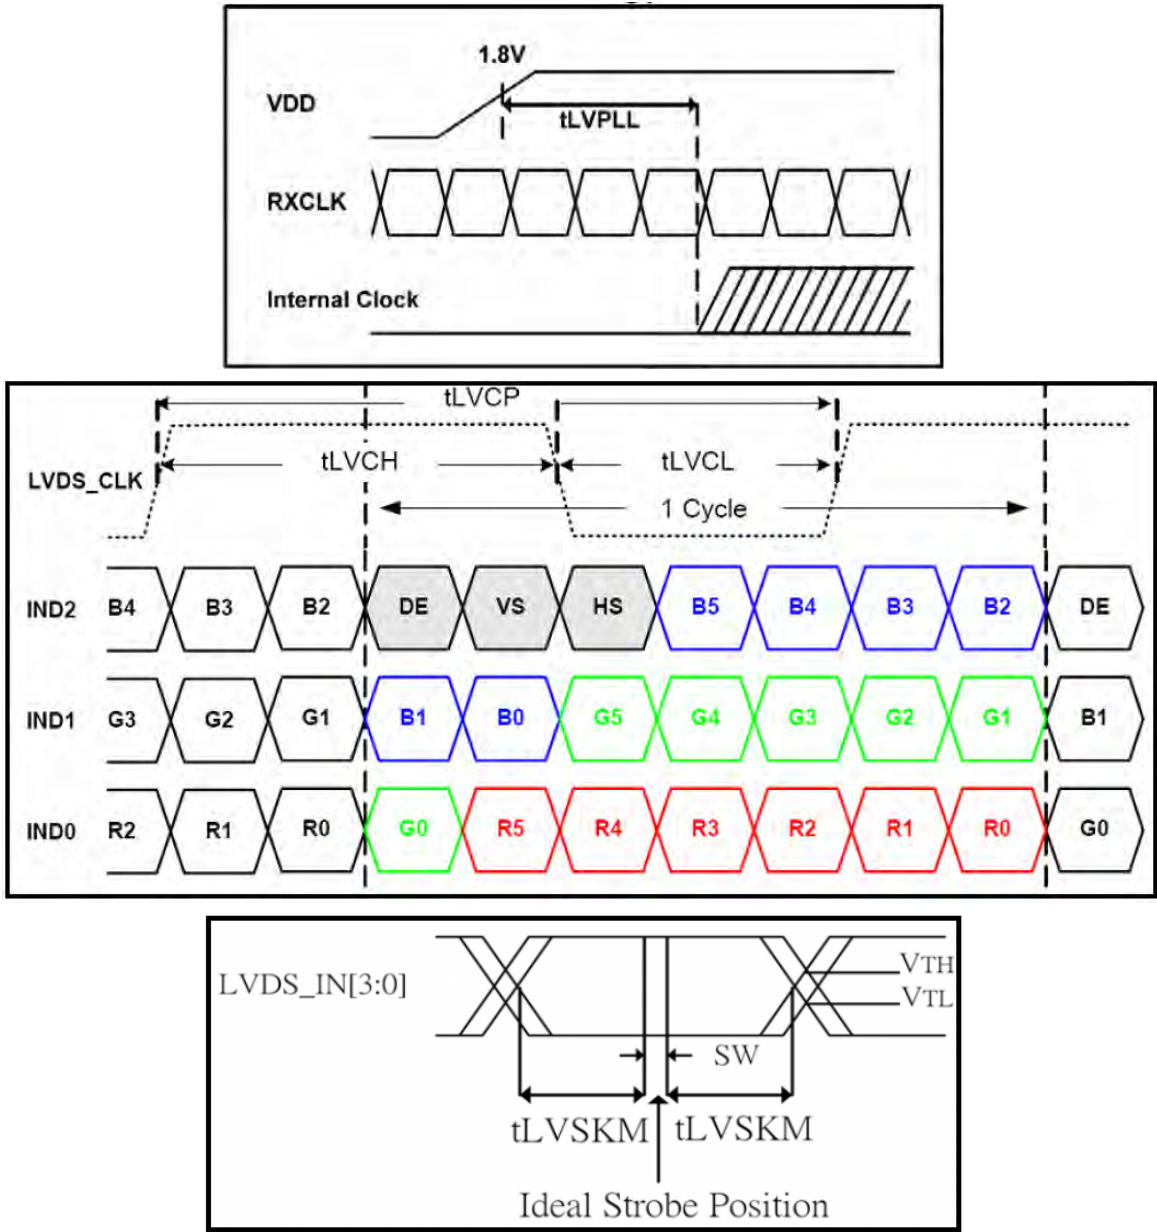 1.8V
VDD
tLVPLL
RXCLK
Internal Clock
tLVCP
tLVCH tLVCL
LVDS_CLK
1 Cycle
IND2 B4 B3 B2 DE VS HS B5 B4 B3 B2 DE
IND1 G3 G2 G1 B1 B0 G5 G4 G3 G2 G1 B1
IND0 R2 R1 R0 G0 R5 R4 R3 R2 R1 R0 G0
VTH
LVDS_IN[3:0]
VTL
SW
tLVSKM tLVSKM
Ideal Strobe Position